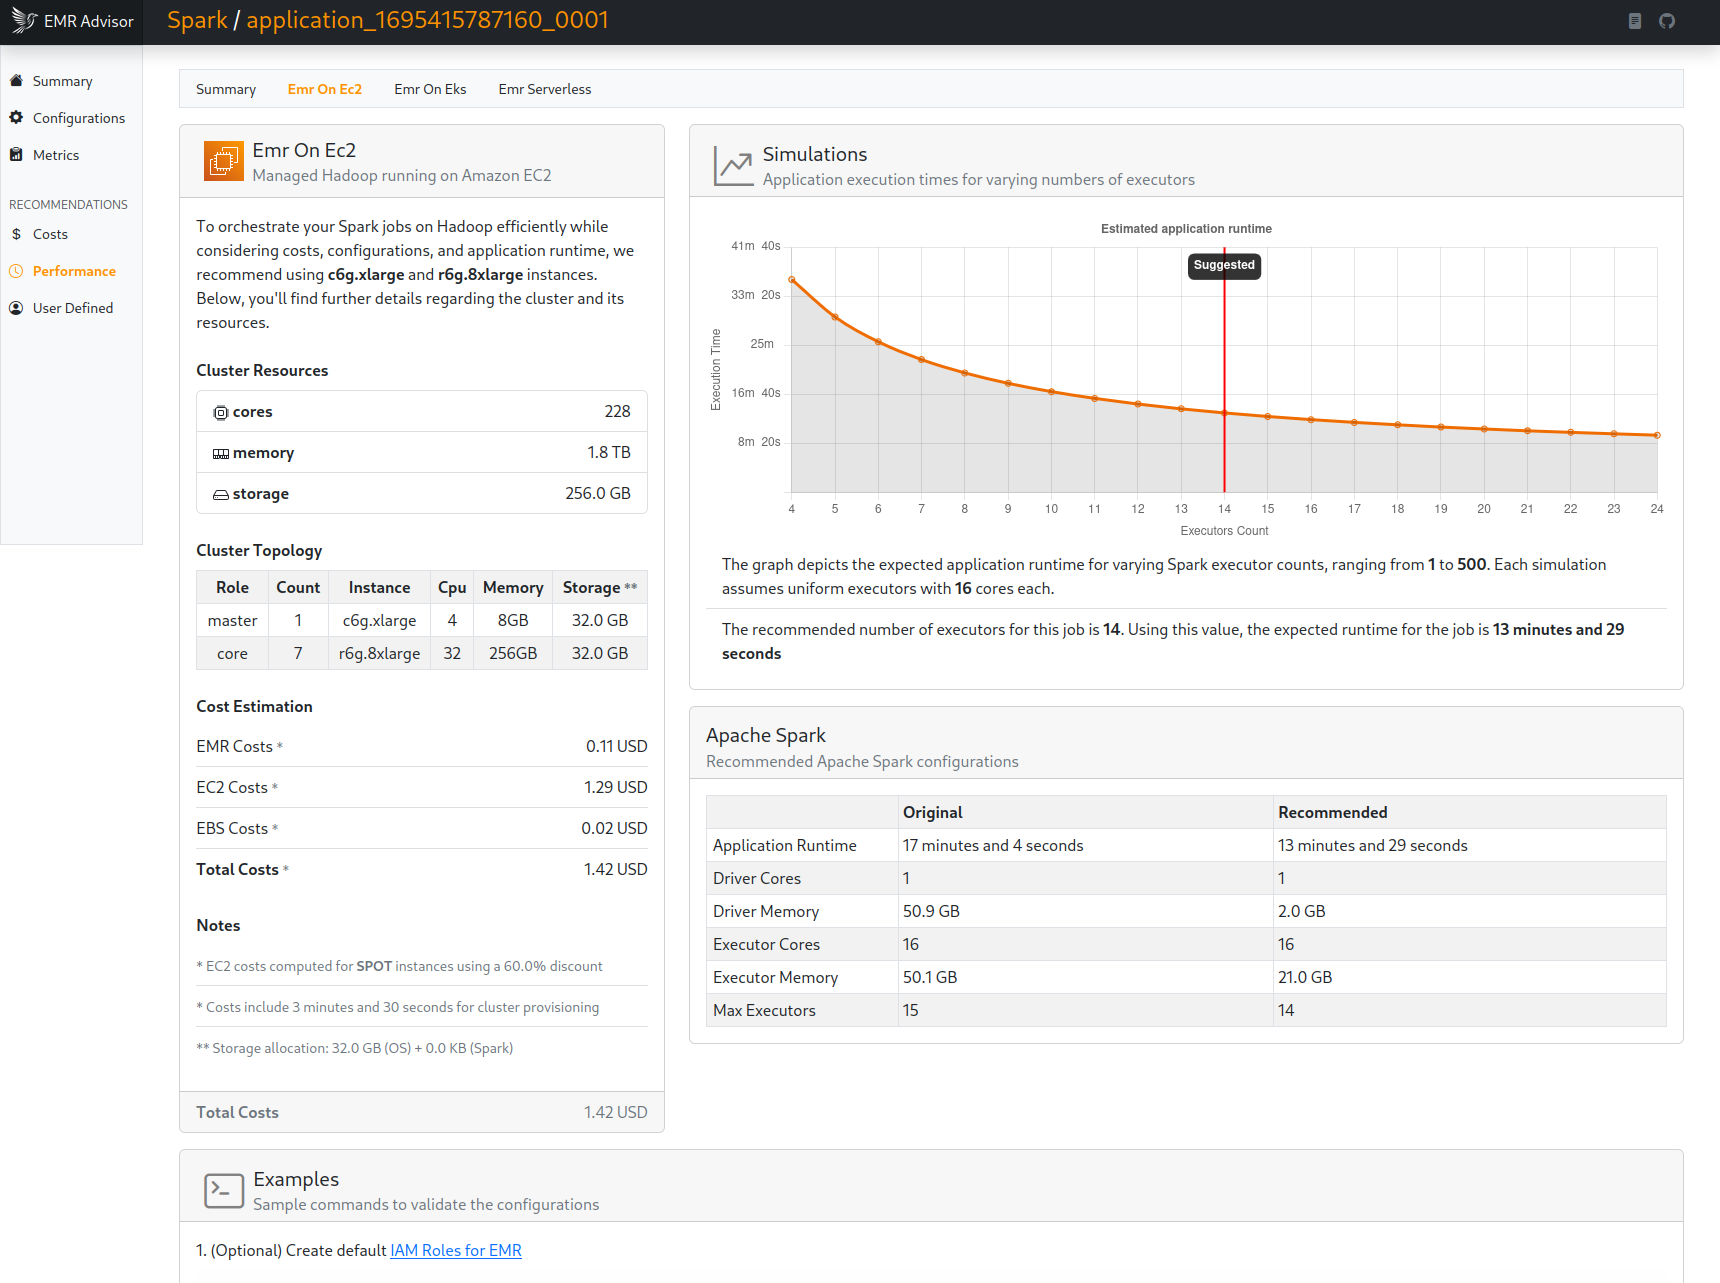 EMR Advisor
Spark / application_1695415787160_0001
Summary
Configurations
Metrics
RECOMMENDATIONS
$ Costs
Performance
User Defined
Summary Emr On Ec2 Emr On Eks Emr Serverless
Emr On Ec2
Managed Hadoop running on Amazon EC2
To orchestrate your Spark jobs on Hadoop efficiently while
considering costs, configurations, and application runtime, we
recommend using c6g.xlarge and r6g.8xlarge instances.
Below, you'll find further details regarding the cluster and its
resources.
Cluster Resources
cores 228
memory 1.8 TB
storage 256.0 GB
Cluster Topology
Role Count Instance Cpu Memory Storage **
master 1 c6g.xlarge 4 8GB 32.0 GB
core 7 r6g.8xlarge 32 256GB 32.0 GB
Cost Estimation
EMR Costs * 0.11 USD
EC2 Costs * 1.29 USD
EBS Costs * 0.02 USD
Total Costs * 1.42 USD
Notes
* EC2 costs computed for SPOT instances using a 60.0% discount
* Costs include 3 minutes and 30 seconds for cluster provisioning
** Storage allocation: 32.0 GB (OS) + 0.0 KB (Spark)
Total Costs 1.42 USD
Simulations
Application execution times for varying numbers of executors
Estimated application runtime
Suggested
Execution Time
41m 40s
33m 20s
25m
16m 40s
8m 20s
4 5 6 7 8 9 10 11 12 13 14 15 16 17 18 19 20 21 22 23 24
Executors Count
The graph depicts the expected application runtime for varying Spark executor counts, ranging from 1 to 500. Each simulation
assumes uniform executors with 16 cores each.
The recommended number of executors for this job is 14. Using this value, the expected runtime for the job is 13 minutes and 29
seconds
Apache Spark
Recommended Apache Spark configurations
Original Recommended
Application Runtime 17 minutes and 4 seconds 13 minutes and 29 seconds
Driver Cores 1 1
Driver Memory 50.9 GB 2.0 GB
Executor Cores 16 16
Executor Memory 50.1 GB 21.0 GB
Max Executors 15 14
Examples
Sample commands to validate the configurations
1. (Optional) Create default IAM Roles for EMR